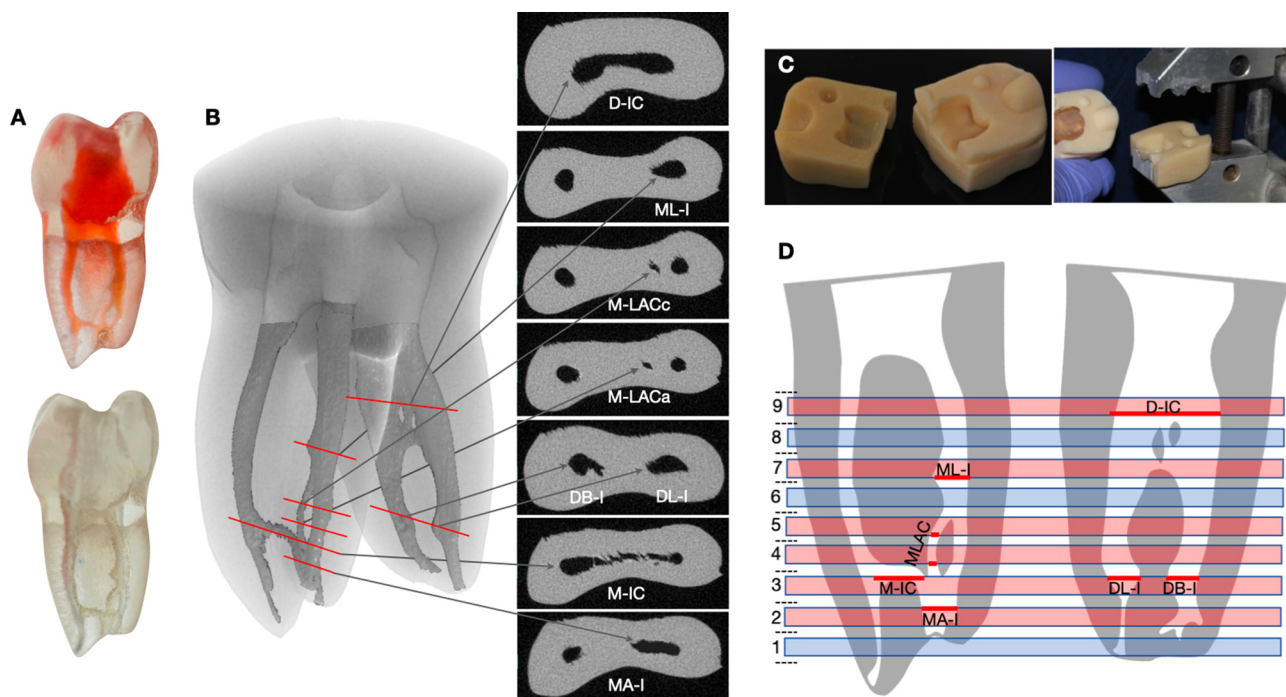 A
B
D-IC
ML-I
M-LACc
M-LACa
DB-I
DL-I
M-IC
MA-I
C
D
9
D-IC
8
7
ML-I
6
5
MLAC
4
3
M-IC
DL-I
DB-I
2
MA-I
1